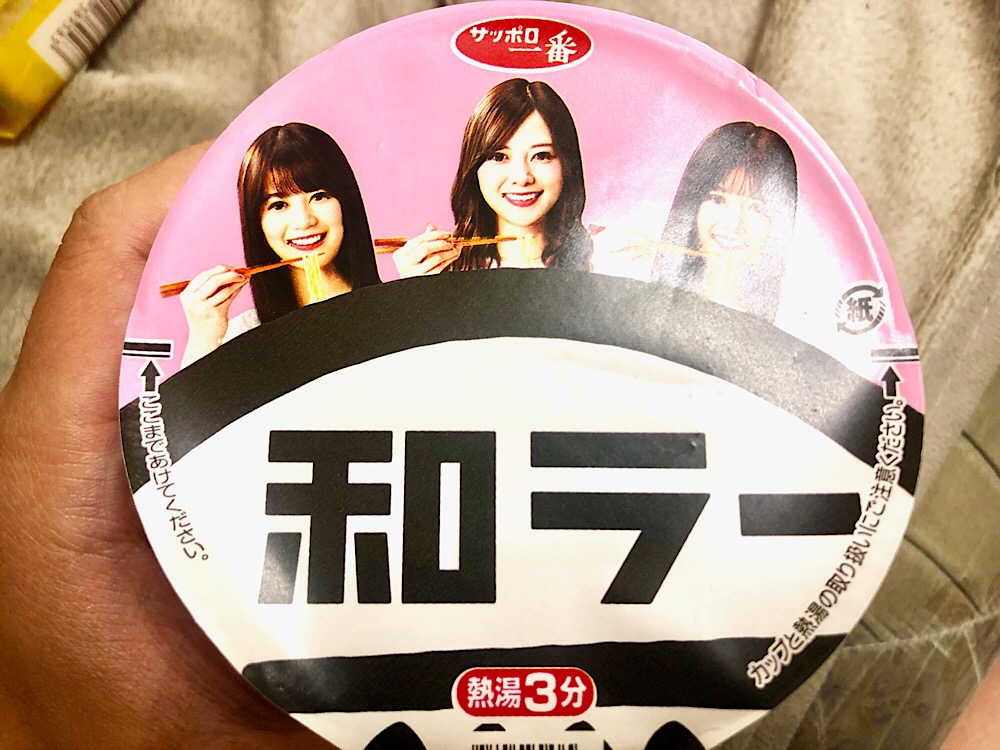 サッポロ一番
紙
ここまであけてください。
和ラー
カップと熱湯の取り扱いにご注意ください。
熱湯3分